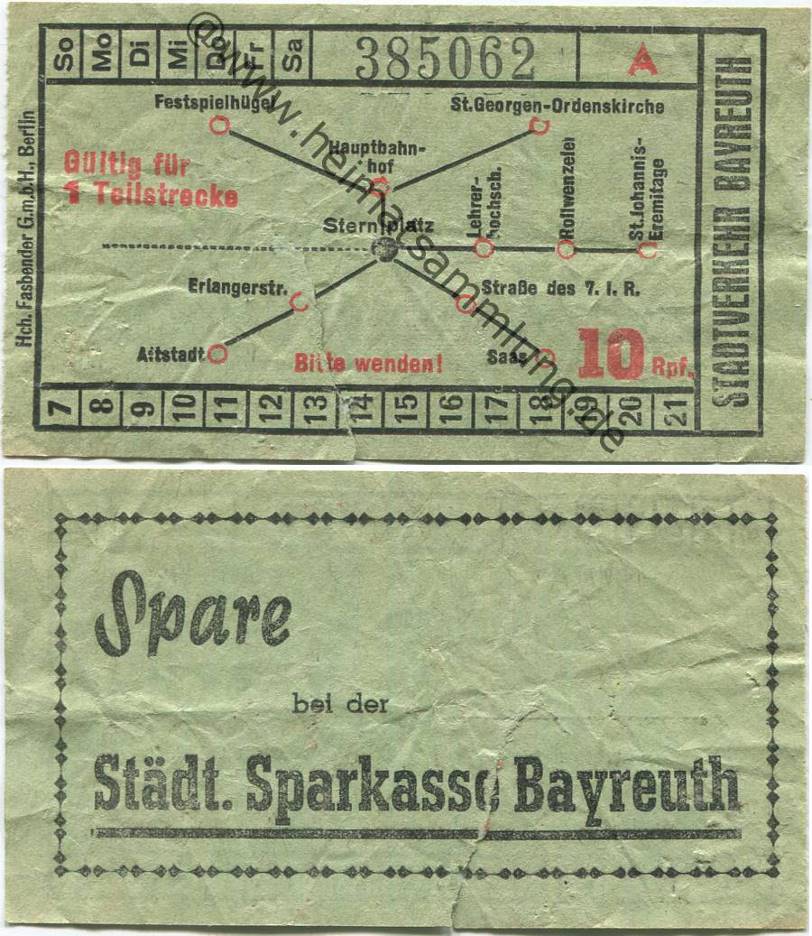 So Mo Di Mi Do Fr Sa 385062 A
Festspielhügel St.Georgen-Ordenskirche
Hauptbahn-
hof
Gültig für
1 Teilstrecke
Sternplatz
Lehrer-
hochsch.
Rollwenzelei
St.Johannis-
Eremitage
Erlangerstr. Straße des 7. I. R.
Altstadt Bitte wenden! Saas 10 Rpf.
7 8 9 10 11 12 13 14 15 16 17 18 19 20 21
STADTVERKEHR BAYREUTH
Hch. Fasbender G.m.b.H., Berlin
@www.heimatsammlung.de
Spare
bei der
Städt. Sparkasse Bayreuth